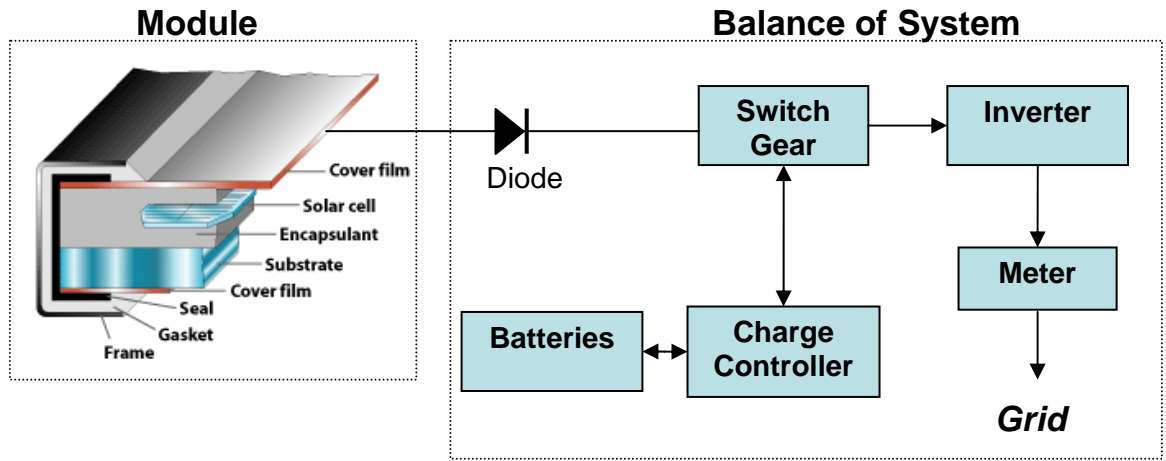 Module
Balance of System
Cover film
Solar cell
Encapsulant
Substrate
Cover film
Seal
Gasket
Frame
Diode
Switch
Gear
Inverter
Meter
Batteries
Charge
Controller
Grid